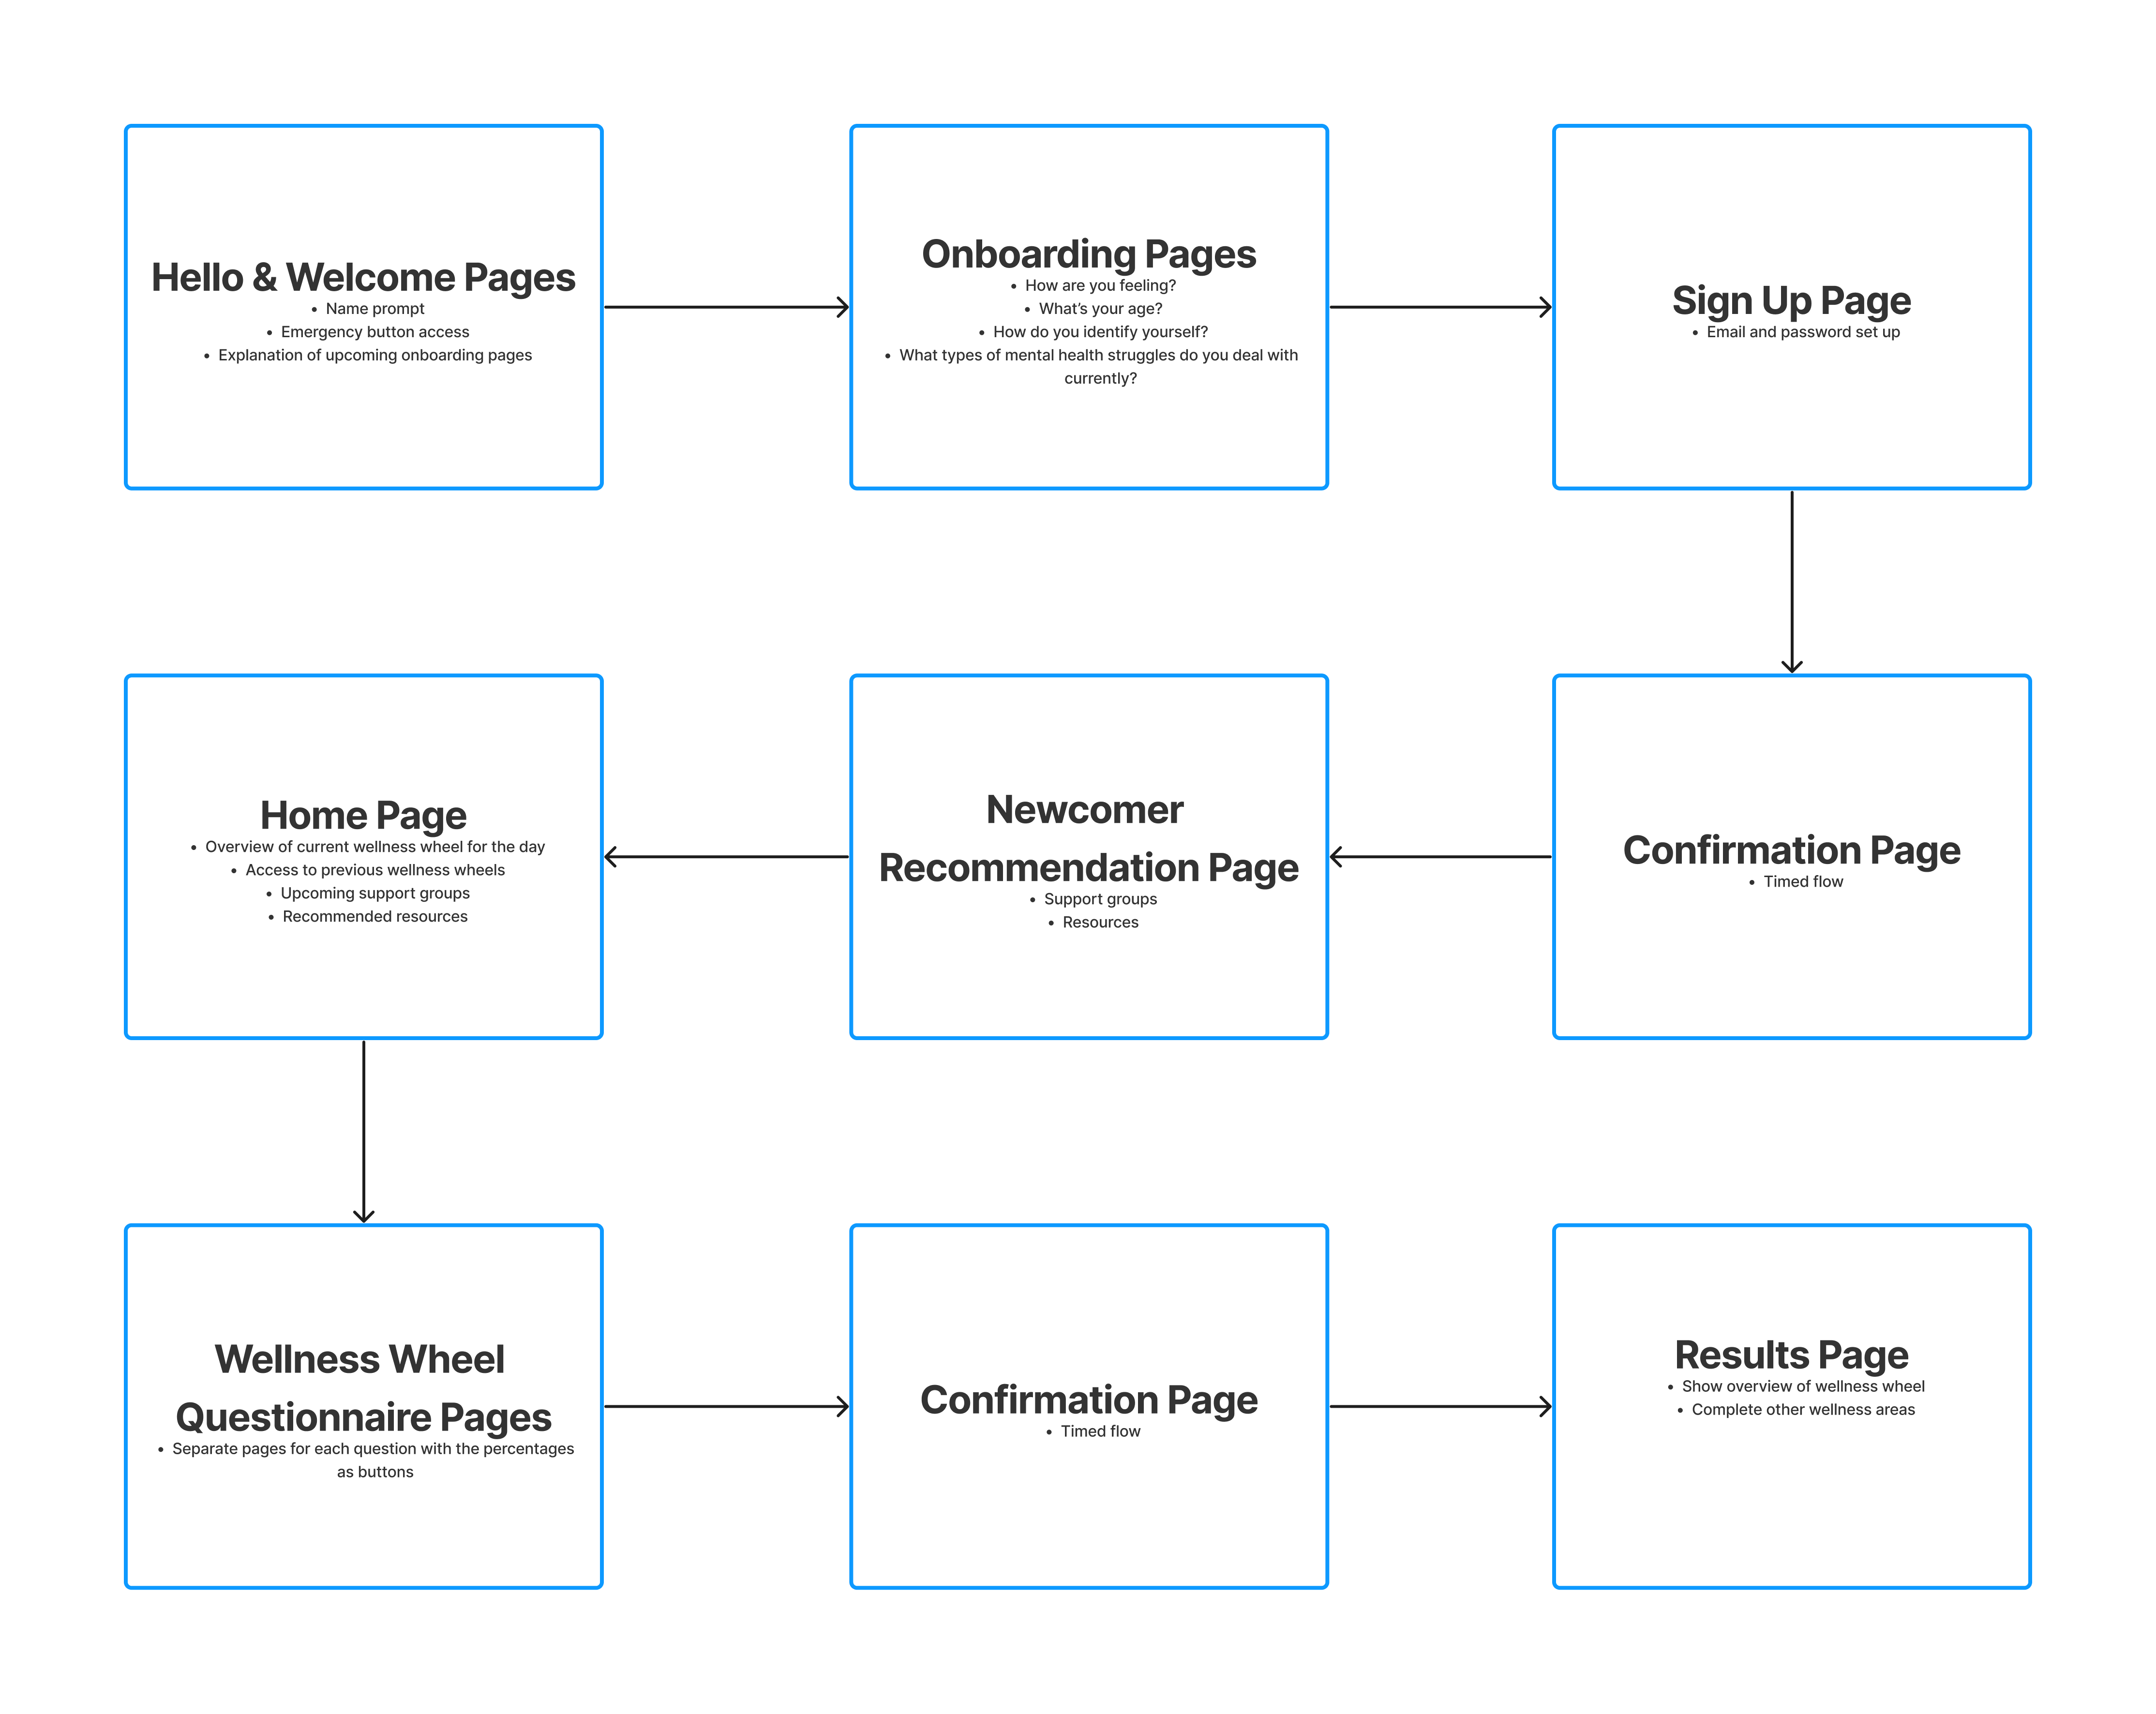 Hello & Welcome Pages
• Name prompt
• Emergency button access
• Explanation of upcoming onboarding pages
Onboarding Pages
• How are you feeling?
• What’s your age?
• How do you identify yourself?
• What types of mental health struggles do you deal with
currently?
Sign Up Page
• Email and password set up
Home Page
• Overview of current wellness wheel for the day
• Access to previous wellness wheels
• Upcoming support groups
• Recommended resources
Newcomer
Recommendation Page
• Support groups
• Resources
Confirmation Page
• Timed flow
Wellness Wheel
Questionnaire Pages
• Separate pages for each question with the percentages
as buttons
Confirmation Page
• Timed flow
Results Page
• Show overview of wellness wheel
• Complete other wellness areas